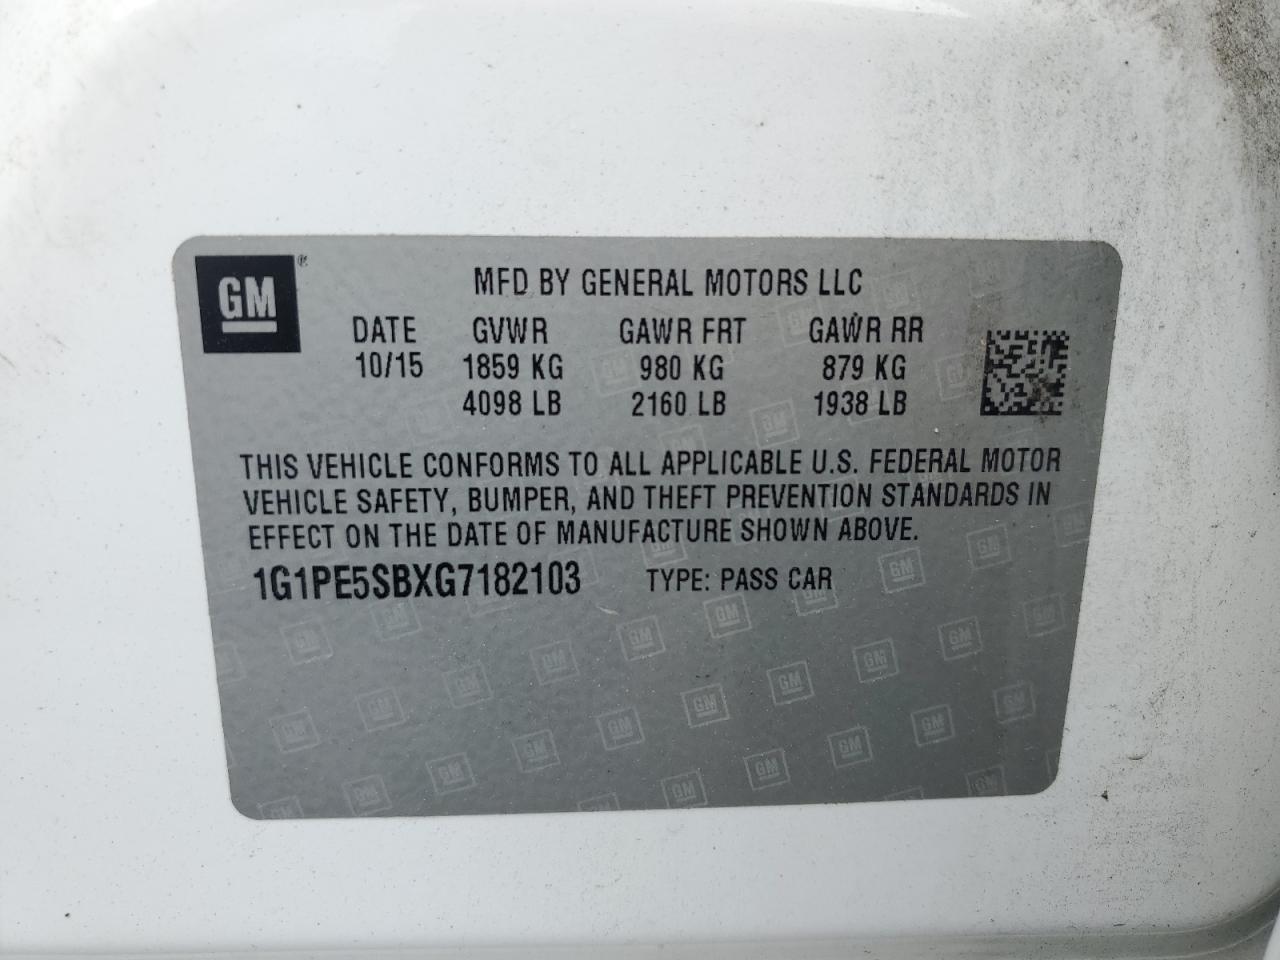 GM ®
MFD BY GENERAL MOTORS LLC
DATE GVWR GAWR FRT GAWR RR
10/15 1859 KG 980 KG 879 KG
4098 LB 2160 LB 1938 LB
THIS VEHICLE CONFORMS TO ALL APPLICABLE U.S. FEDERAL MOTOR
VEHICLE SAFETY, BUMPER, AND THEFT PREVENTION STANDARDS IN
EFFECT ON THE DATE OF MANUFACTURE SHOWN ABOVE.
1G1PE5SBXG7182103 TYPE: PASS CAR